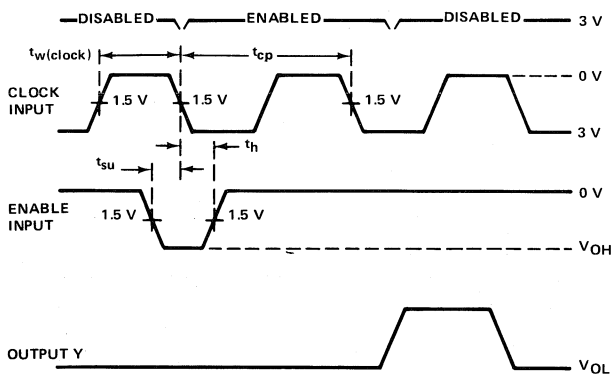 DISABLED ENABLED DISABLED 3 V
tw(clock) tcp
0 V
CLOCK INPUT 1.5 V 1.5 V 1.5 V
3 V
tsu th
0 V
ENABLE INPUT 1.5 V 1.5 V
VOH
OUTPUT Y VOL